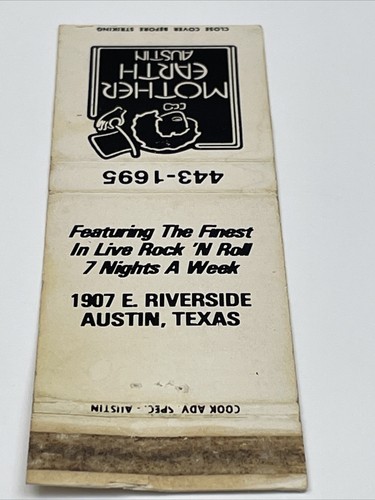 CLOSE COVER BEFORE STRIKING
MOTHER
EARTH
AUSTIN
443-1695
Featuring The Finest
In Live Rock 'N Roll
7 Nights A Week
1907 E. RIVERSIDE
AUSTIN, TEXAS
COOK ADV. SPEC. - AUSTIN